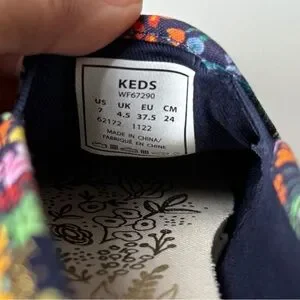 KEDS
WF67290
US UK EU CM
7 4.5 37.5 24
62172 1122
MADE IN CHINA/
FABRIQUÉ EN CHINE